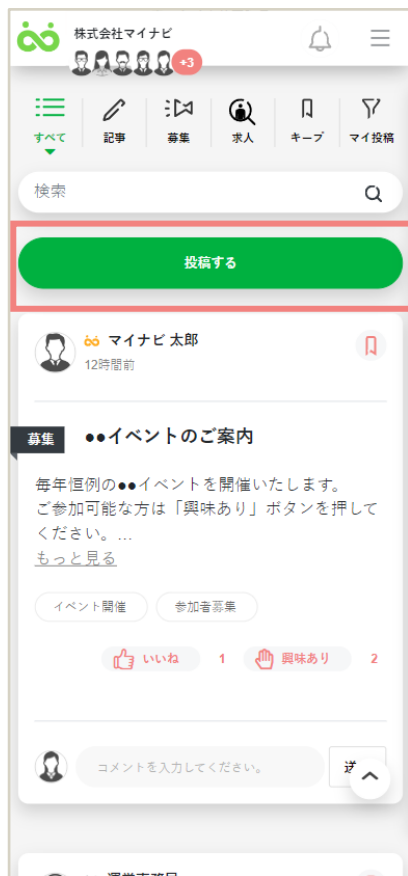 株式会社マイナビ
+3
すべて 記事 募集 求人 キープ マイ投稿
検索
投稿する
マイナビ 太郎
12時間前
募集 ●●イベントのご案内
毎年恒例の●●イベントを開催いたします。
ご参加可能な方は「興味あり」ボタンを押して
ください。...
もっと見る
イベント開催 参加者募集
いいね 1 興味あり 2
コメントを入力してください。 送